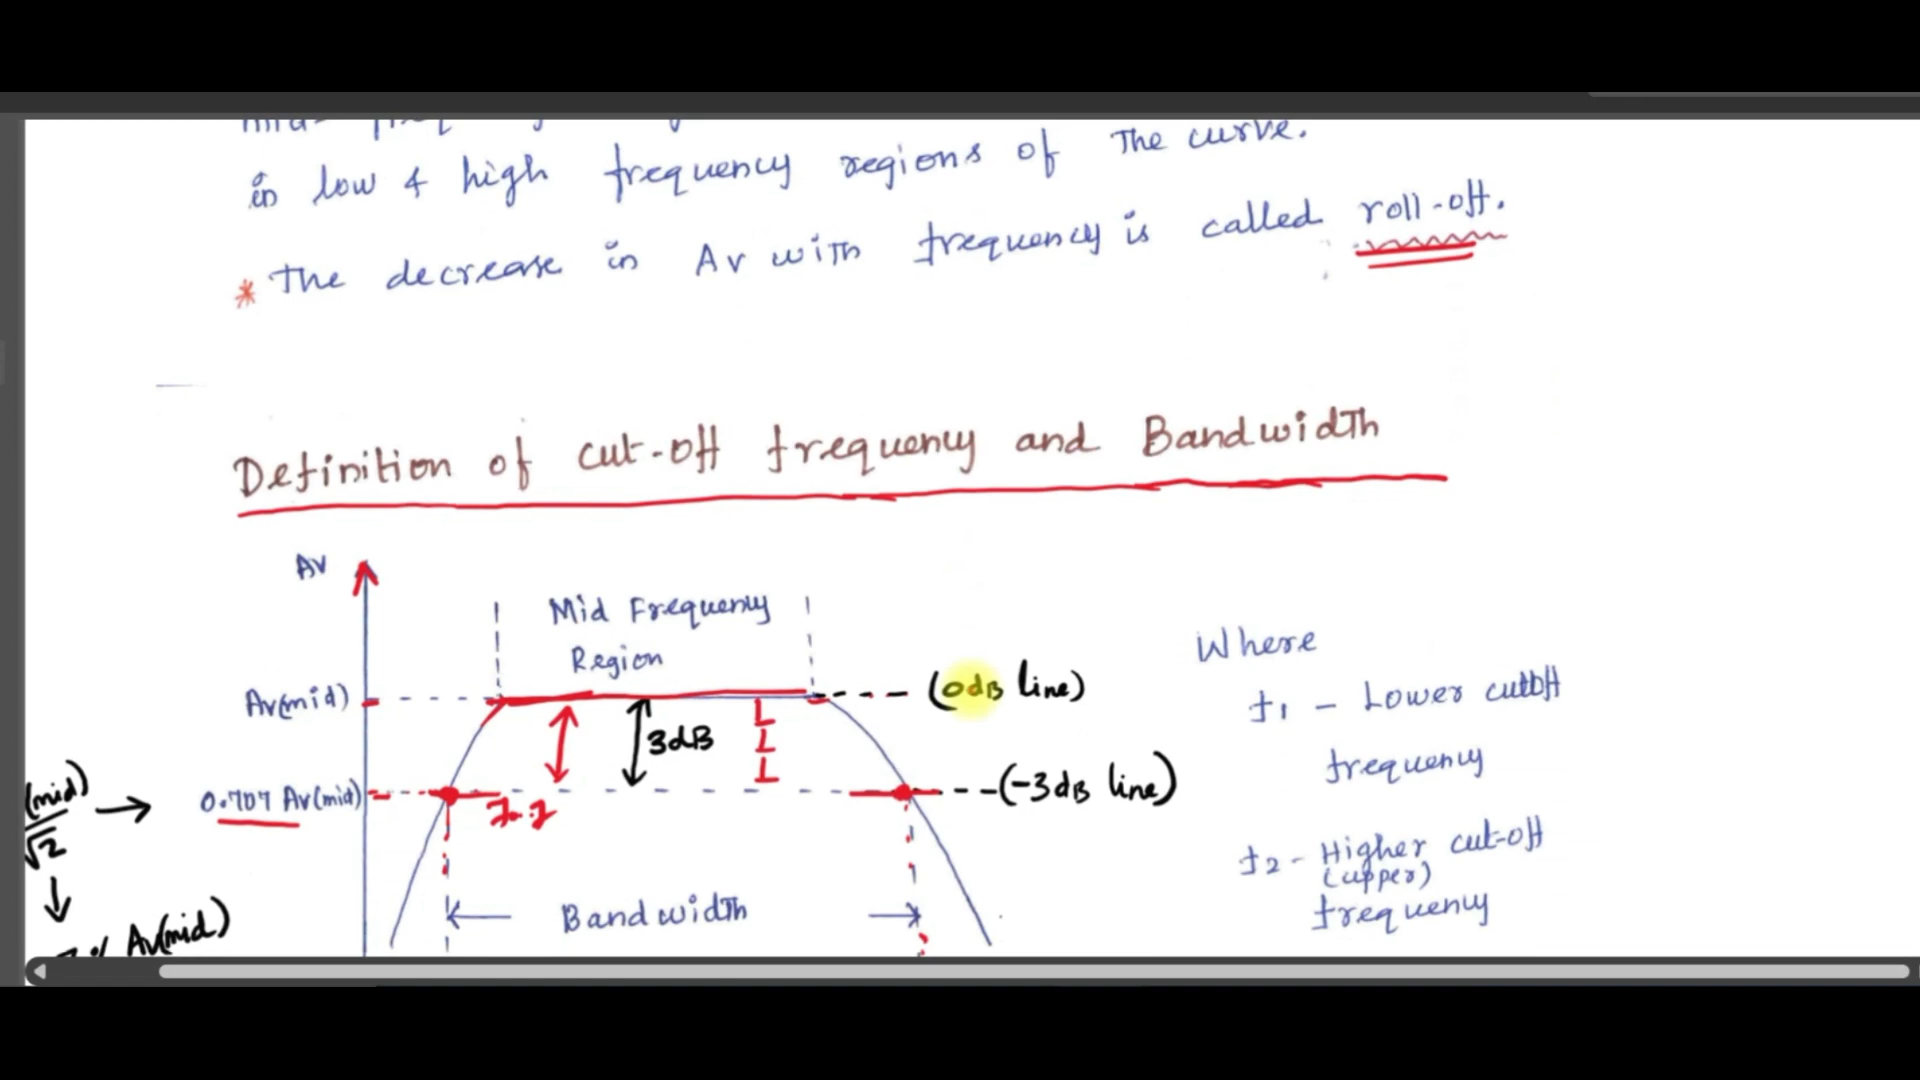 in low & high frequency regions of The curve.
* The decrease in Av with frequency is called roll-off.
Definition of cut-off frequency and Bandwidth
Av
Mid Frequency
Region
Av(mid)
(0dB line)
3dB
0.707 Av(mid)
(-3dB line)
(mid)
√2
% Av(mid)
Bandwidth
Where
f1 - Lower cutoff
frequency
f2 - Higher cut-off
(upper)
frequency